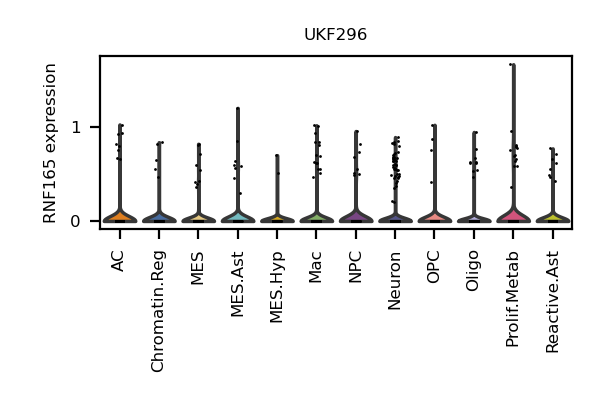 UKF296
RNF165 expression
1
0
AC
Chromatin.Reg
MES
MES.Ast
MES.Hyp
Mac
NPC
Neuron
OPC
Oligo
Prolif.Metab
Reactive.Ast